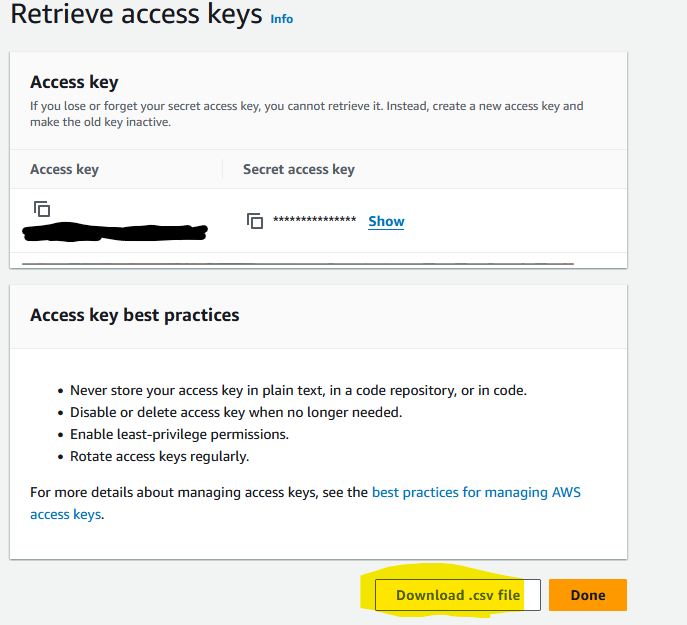 Retrieve access keys Info
Access key
If you lose or forget your secret access key, you cannot retrieve it. Instead, create a new access key and
make the old key inactive.
Access key Secret access key
*************** Show
Access key best practices
• Never store your access key in plain text, in a code repository, or in code.
• Disable or delete access key when no longer needed.
• Enable least-privilege permissions.
• Rotate access keys regularly.
For more details about managing access keys, see the best practices for managing AWS
access keys.
Download .csv file Done